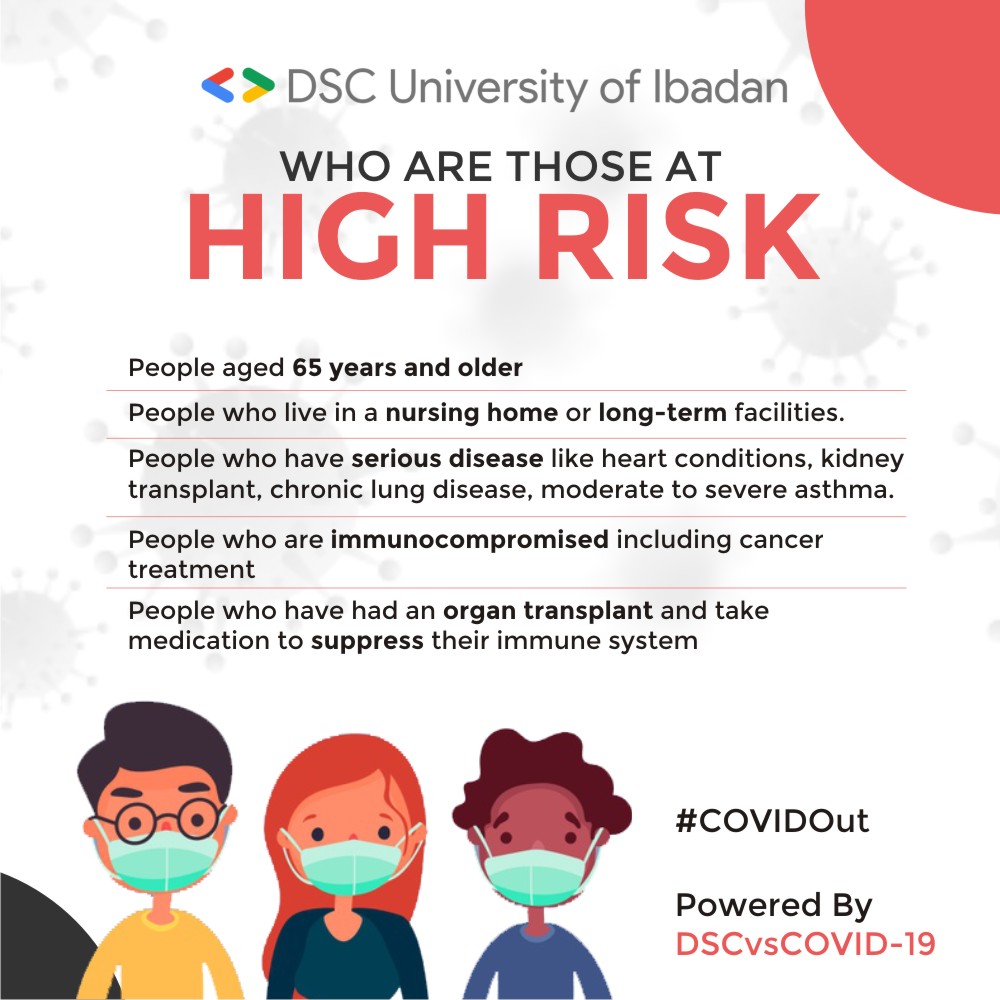 DSC University of Ibadan
WHO ARE THOSE AT
HIGH RISK
People aged 65 years and older
People who live in a nursing home or long-term facilities.
People who have serious disease like heart conditions, kidney
transplant, chronic lung disease, moderate to severe asthma.
People who are immunocompromised including cancer
treatment
People who have had an organ transplant and take
medication to suppress their immune system
#COVIDOut
Powered By
DSCvsCOVID-19